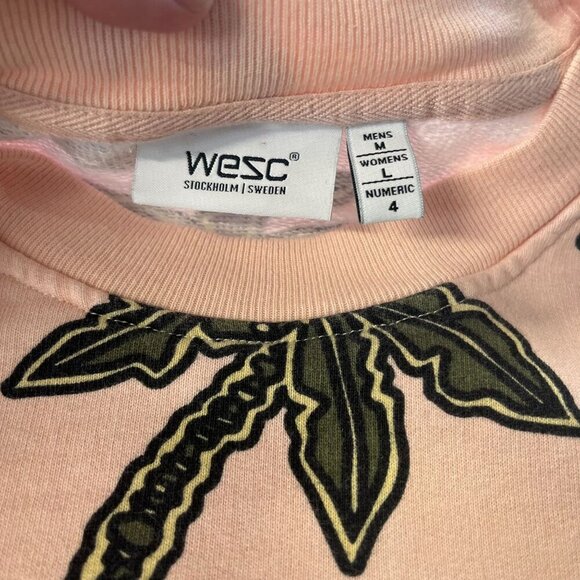 wesc®
STOCKHOLM | SWEDEN
MENS
M
WOMENS
L
NUMERIC
4